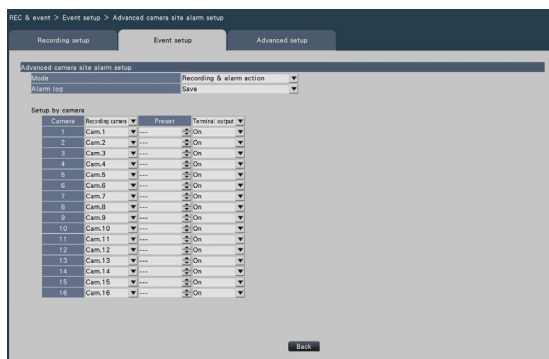 REC & event > Event setup > Advanced camera site alarm setup
Recording setup Event setup Advanced setup
Advanced camera site alarm setup
Mode Recording & alarm action
Alarm log Save
Setup by camera
Camera Recording camera Preset Terminal output
1 Cam.1 --- On
2 Cam.2 --- On
3 Cam.3 --- On
4 Cam.4 --- On
5 Cam.5 --- On
6 Cam.6 --- On
7 Cam.7 --- On
8 Cam.8 --- On
9 Cam.9 --- On
10 Cam.10 --- On
11 Cam.11 --- On
12 Cam.12 --- On
13 Cam.13 --- On
14 Cam.14 --- On
15 Cam.15 --- On
16 Cam.16 --- On
Back